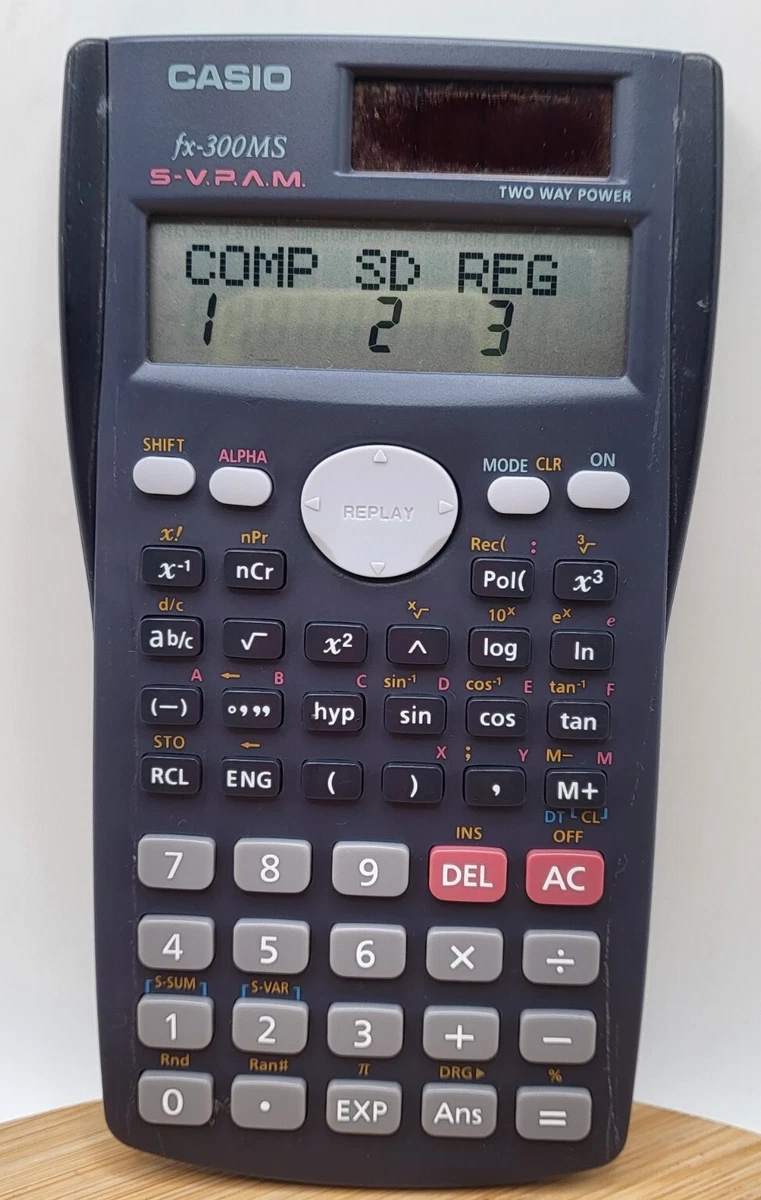 CASIO
fx-300MS
S-V.P.A.M.
TWO WAY POWER
COMP SD REG
1 2 3
SHIFT ALPHA MODE CLR ON
REPLAY
x! nPr Rec( : ³√
x⁻¹ nCr Pol( x³
d/c ˣ√ 10ˣ eˣ e
ab/c √ x² ^ log ln
A ← B C sin⁻¹ D cos⁻¹ E tan⁻¹ F
(−) °,,, hyp sin cos tan
STO ← X ; Y M− M
RCL ENG ( ) , M+
DT CL
INS OFF
7 8 9 DEL AC
4 5 6 × ÷
S-SUM S-VAR
1 2 3 + −
Rnd Ran# π DRG▶ %
0 · EXP Ans =